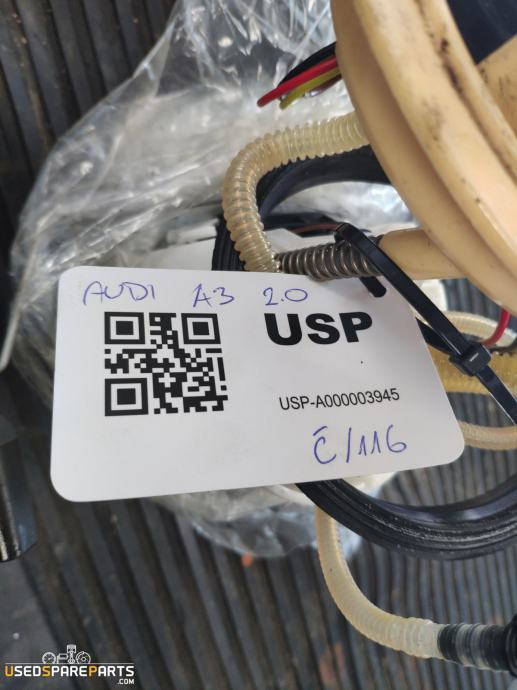 AUDI A3 2.0
USP
USP-A000003945
Č/116
USEDSPAREPARTS
.COM